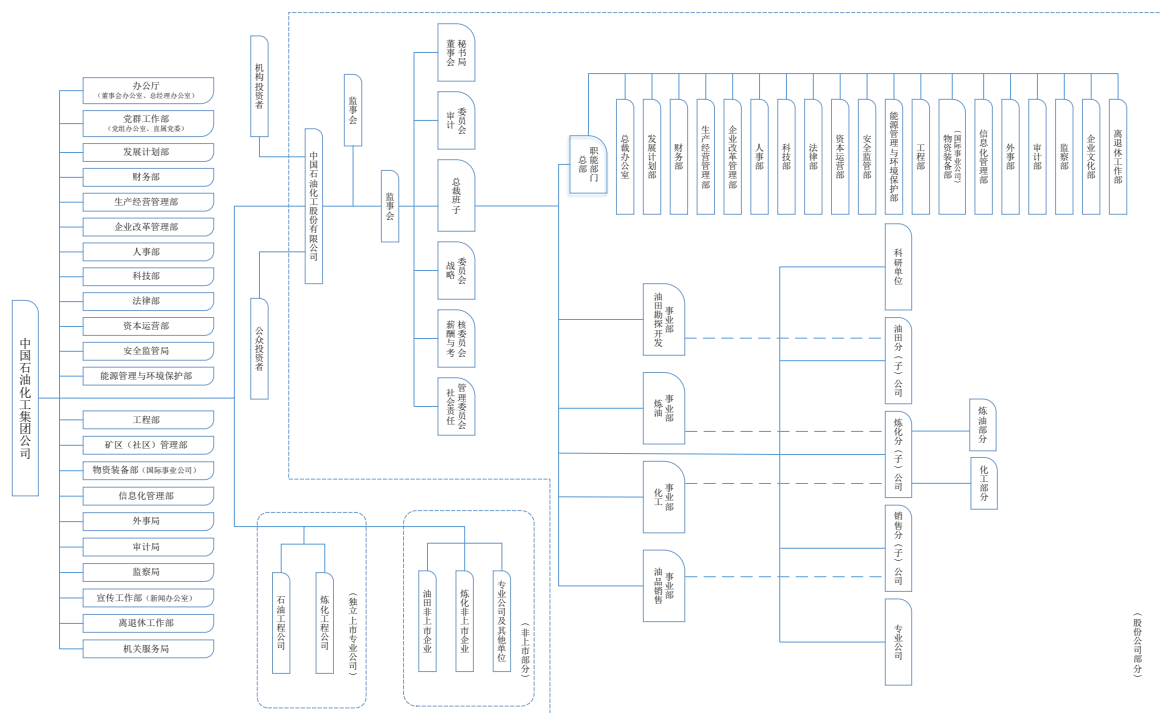 中国石油化工集团公司
办公厅
（董事会办公室、总经理办公室）
党群工作部
（党组办公室、直属党委）
发展计划部
财务部
生产经营管理部
企业改革管理部
人事部
科技部
法律部
资本运营部
安全监管局
能源管理与环境保护部
工程部
矿区（社区）管理部
物资装备部（国际事业公司）
信息化管理部
外事局
审计局
监察局
宣传工作部（新闻办公室）
离退休工作部
机关服务局
机构投资者
公众投资者
中国石油化工股份有限公司
监事会
监事会
董事会
秘书局
审计
委员会
总裁班子
战略
委员会
薪酬与考
核委员会
社会责任
管理委员会
总部
职能部门
总裁办公室
发展计划部
财务部
生产经营管理部
企业改革管理部
人事部
科技部
法律部
资本运营部
安全监管部
能源管理与环境保护部
工程部
物资装备部
（国际事业公司）
信息化管理部
外事部
审计部
监察部
企业文化部
离退休工作部
油田勘探开发
事业部
炼油
事业部
化工
事业部
油品销售
事业部
科研单位
油田分（子）公司
炼化分（子）公司
销售分（子）公司
专业公司
炼油部分
化工部分
石油工程公司
炼化工程公司
（独立上市专业公司）
油田非上市企业
炼化非上市企业
专业公司及其他单位
（非上市部分）
（股份公司部分）